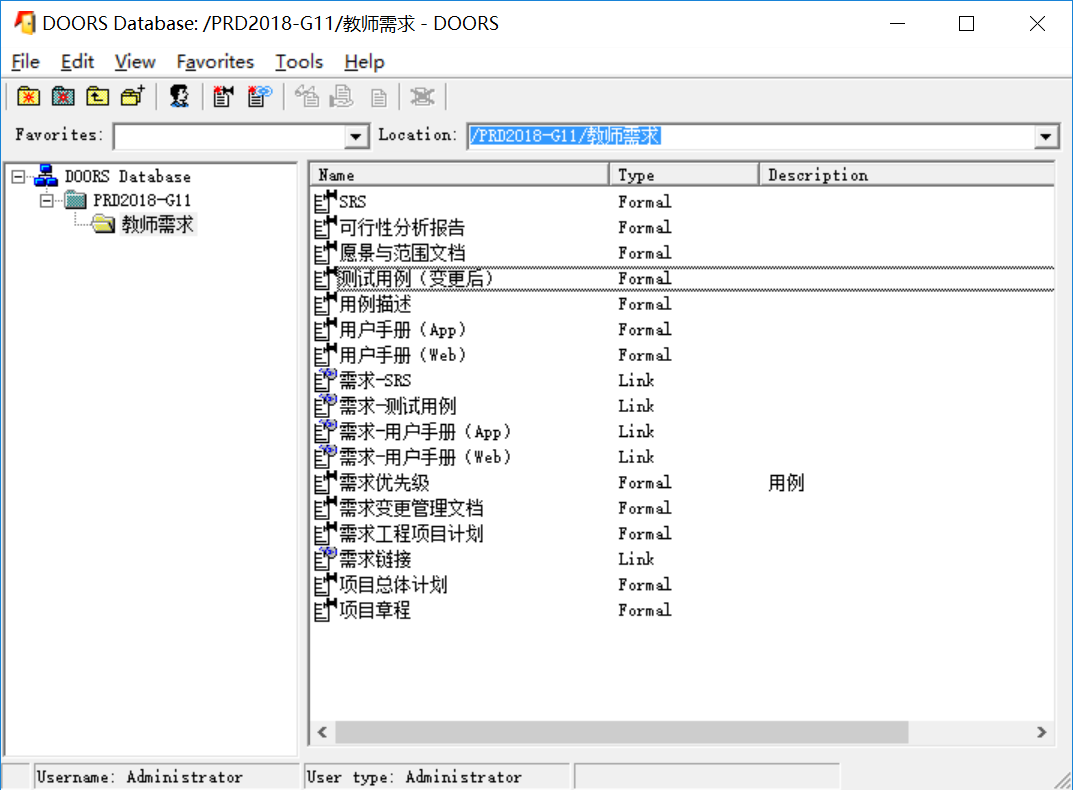 DOORS Database: /PRD2018-G11/教师需求 - DOORS
File Edit View Favorites Tools Help
Favorites: Location: /PRD2018-G11/教师需求
DOORS Database
PRD2018-G11
教师需求
Name Type Description
SRS Formal
可行性分析报告 Formal
愿景与范围文档 Formal
测试用例（变更后） Formal
用例描述 Formal
用户手册（App） Formal
用户手册（Web） Formal
需求-SRS Link
需求-测试用例 Link
需求-用户手册（App） Link
需求-用户手册（Web） Link
需求优先级 Formal 用例
需求变更管理文档 Formal
需求工程项目计划 Formal
需求链接 Link
项目总体计划 Formal
项目章程 Formal
Username: Administrator User type: Administrator